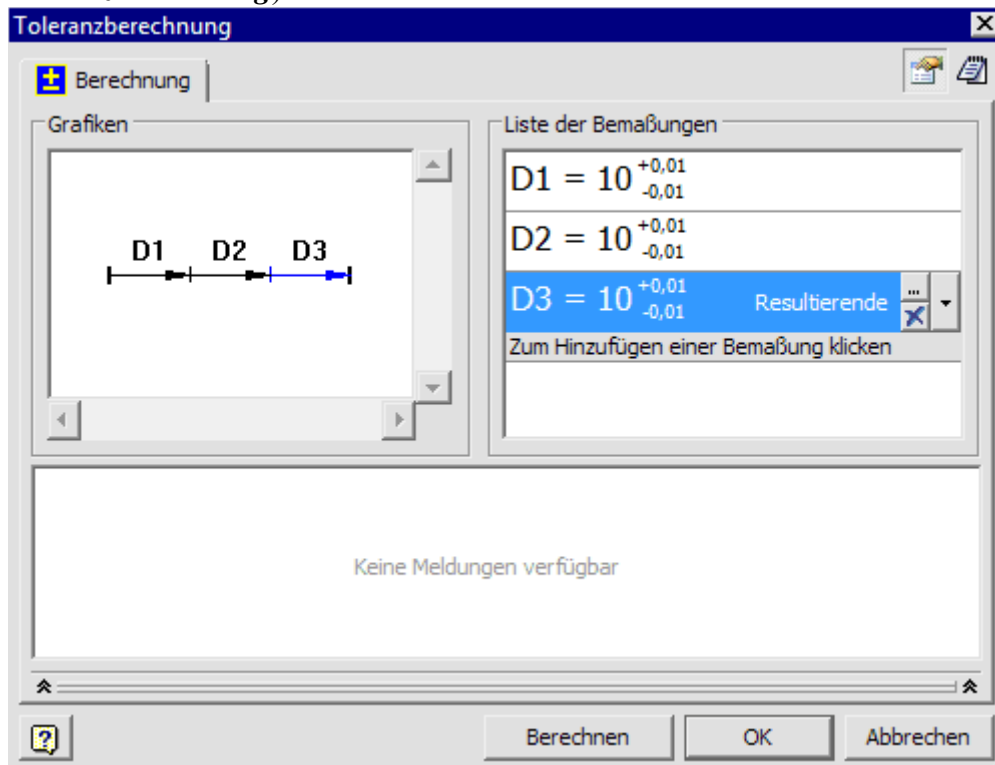 Toleranzberechnung
Berechnung
Grafiken
D1 D2 D3
Liste der Bemaßungen
D1 = 10 +0,01 -0,01
D2 = 10 +0,01 -0,01
D3 = 10 +0,01 -0,01 Resultierende ...
Zum Hinzufügen einer Bemaßung klicken
Keine Meldungen verfügbar
Berechnen OK Abbrechen